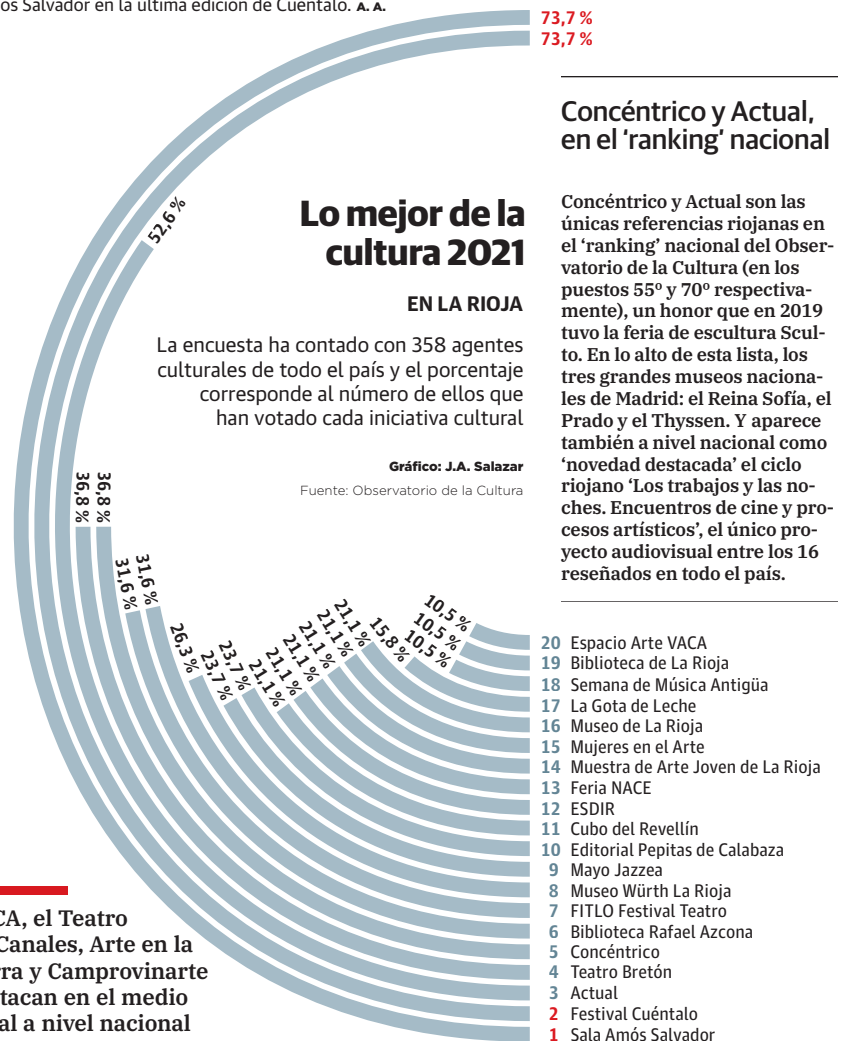 os Salvador en la última edición de Cuéntalo. A. A.
73,7 %
73,7 %
52,6 %
36,8 %
36,8 %
31,6 %
31,6 %
26,3 %
23,7 %
23,7 %
21,1 %
21,1 %
21,1 %
21,1 %
21,1 %
21,1 %
15,8 %
10,5 %
10,5 %
10,5 %
Lo mejor de la
cultura 2021
EN LA RIOJA
La encuesta ha contado con 358 agentes
culturales de todo el país y el porcentaje
corresponde al número de ellos que
han votado cada iniciativa cultural
Gráfico: J.A. Salazar
Fuente: Observatorio de la Cultura
Concéntrico y Actual,
en el ‘ranking’ nacional
Concéntrico y Actual son las
únicas referencias riojanas en
el ‘ranking’ nacional del Obser-
vatorio de la Cultura (en los
puestos 55º y 70º respectiva-
mente), un honor que en 2019
tuvo la feria de escultura Scul-
to. En lo alto de esta lista, los
tres grandes museos naciona-
les de Madrid: el Reina Sofía, el
Prado y el Thyssen. Y aparece
también a nivel nacional como
‘novedad destacada’ el ciclo
riojano ‘Los trabajos y las no-
ches. Encuentros de cine y pro-
cesos artísticos’, el único pro-
yecto audiovisual entre los 16
reseñados en todo el país.
20 Espacio Arte VACA
19 Biblioteca de La Rioja
18 Semana de Música Antigüa
17 La Gota de Leche
16 Museo de La Rioja
15 Mujeres en el Arte
14 Muestra de Arte Joven de La Rioja
13 Feria NACE
12 ESDIR
11 Cubo del Revellín
10 Editorial Pepitas de Calabaza
9 Mayo Jazzea
8 Museo Würth La Rioja
7 FITLO Festival Teatro
6 Biblioteca Rafael Azcona
5 Concéntrico
4 Teatro Bretón
3 Actual
2 Festival Cuéntalo
1 Sala Amós Salvador
CA, el Teatro
Canales, Arte en la
rra y Camprovinarte
tacan en el medio
al a nivel nacional